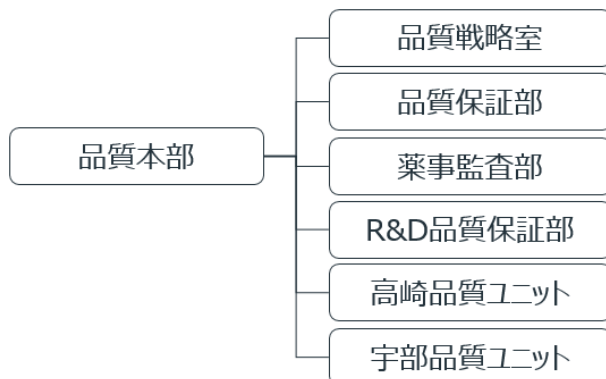 品質戦略室
品質保証部
品質本部
薬事監査部
R&D品質保証部
高崎品質ユニット
宇部品質ユニット